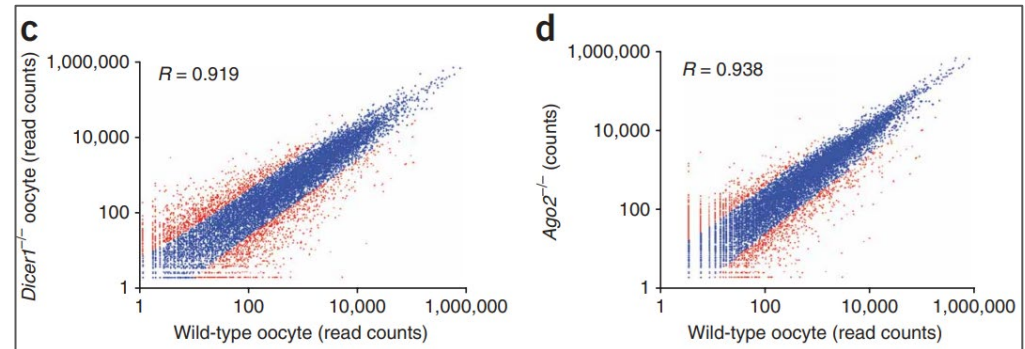 c
Dicer1−/− oocyte (read counts)
1,000,000
10,000
100
1
R = 0.919
1
100
10,000
1,000,000
Wild-type oocyte (read counts)
d
Ago2−/− (counts)
1,000,000
10,000
100
1
R = 0.938
1
100
10,000
1,000,000
Wild-type oocyte (read counts)